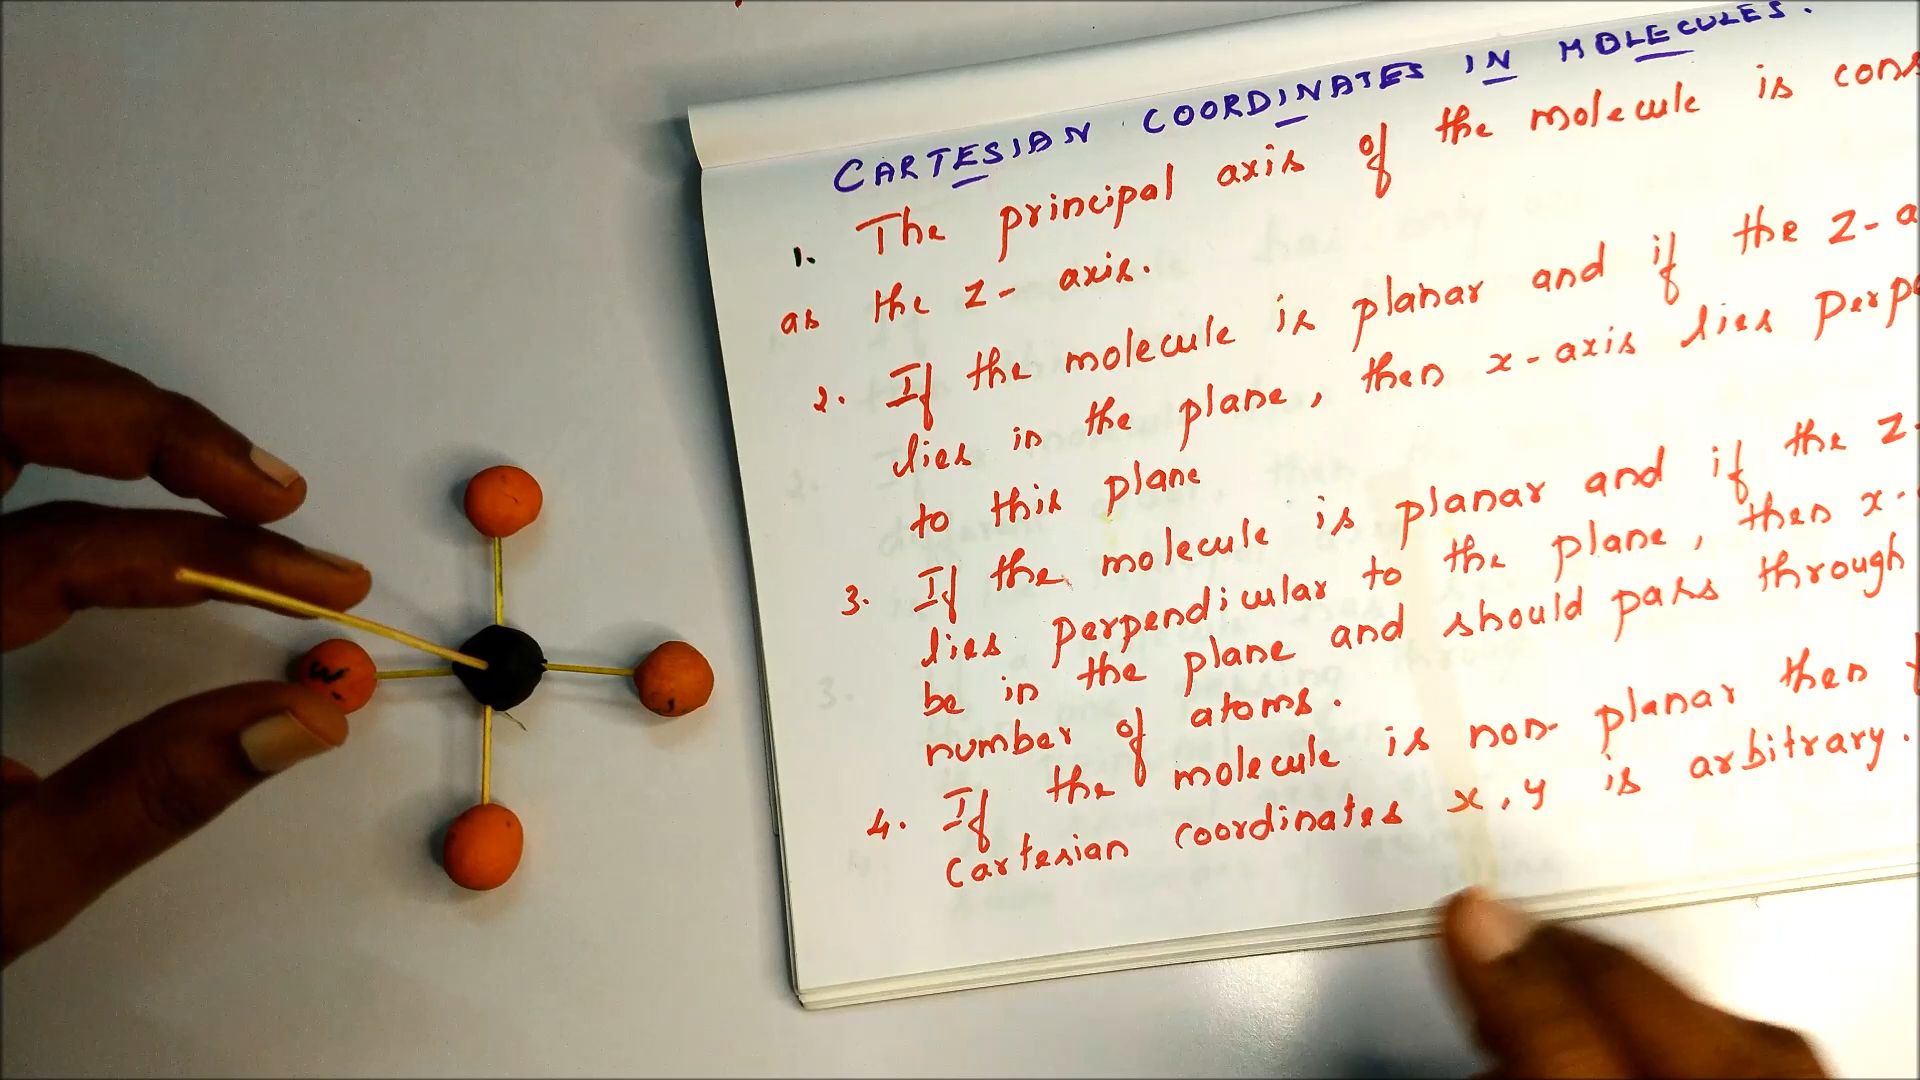 CARTESIAN COORDINATES IN MOLECULES.
1. The principal axis of the molecule is cons
as the z- axis.
2. If the molecule is planar and if the z-a
lies in the plane, then x-axis lies perpe
to this plane
3. If the molecule is planar and if the z-
lies perpendicular to the plane, then x-
be in the plane and should pass through
number of atoms.
4. If the molecule is non-planar then
cartesian coordinates x, y is arbitrary.